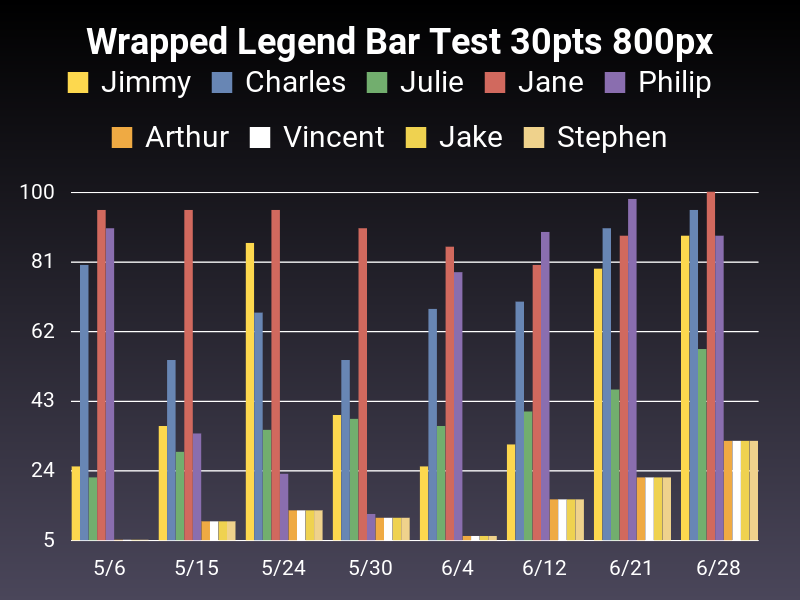 Wrapped Legend Bar Test 30pts 800px
Jimmy Charles Julie Jane Philip
Arthur Vincent Jake Stephen
100
81
62
43
24
5
5/6 5/15 5/24 5/30 6/4 6/12 6/21 6/28